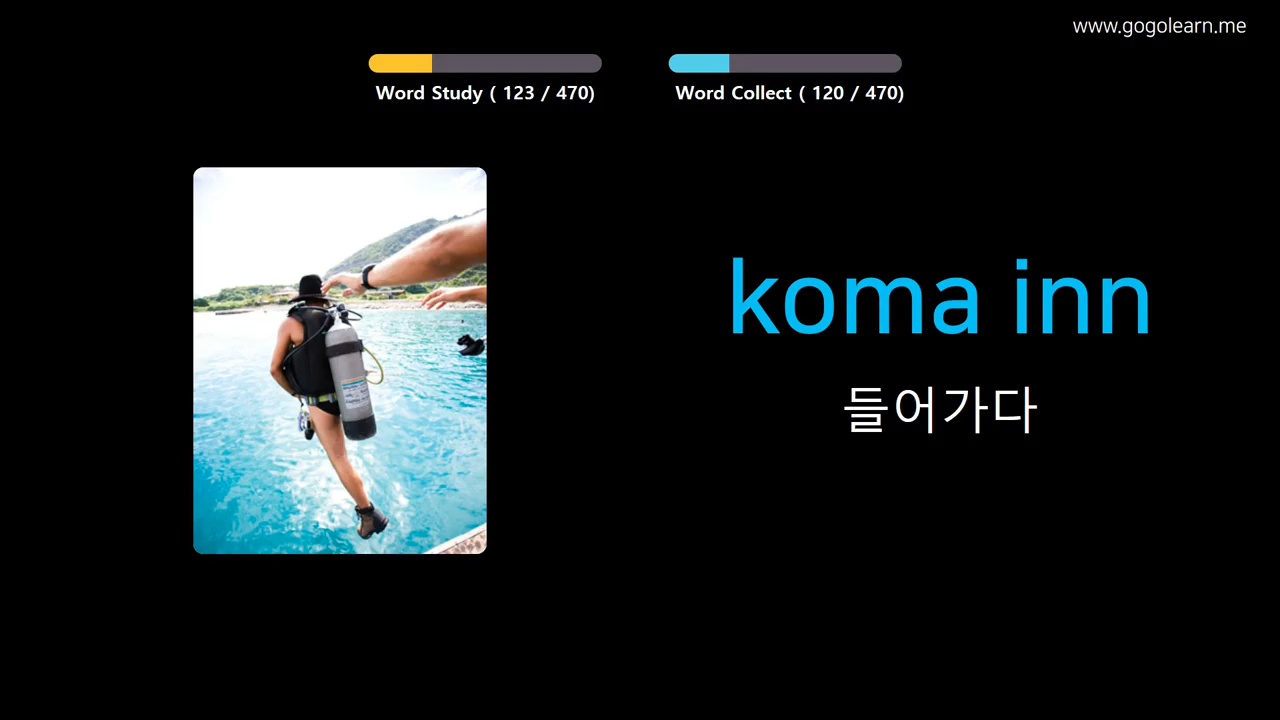 www.gogolearn.me
Word Study ( 123 / 470)
Word Collect ( 120 / 470)
koma inn
들어가다